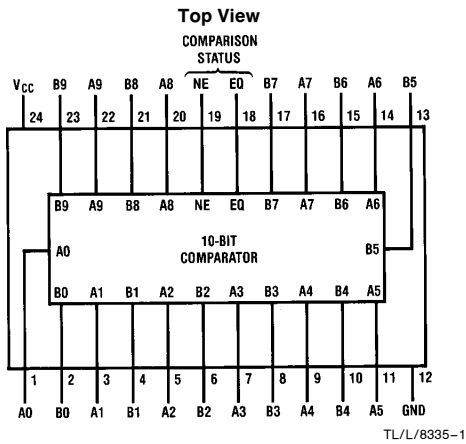 Top View
COMPARISON
STATUS
VCC B9 A9 B8 A8 NE EQ B7 A7 B6 A6 B5
24 23 22 21 20 19 18 17 16 15 14 13
B9 A9 B8 A8 NE EQ B7 A7 B6 A6
A0 10-BIT B5
COMPARATOR
B0 A1 B1 A2 B2 A3 B3 A4 B4 A5
1 2 3 4 5 6 7 8 9 10 11 12
A0 B0 A1 B1 A2 B2 A3 B3 A4 B4 A5 GND
TL/L/8335–1